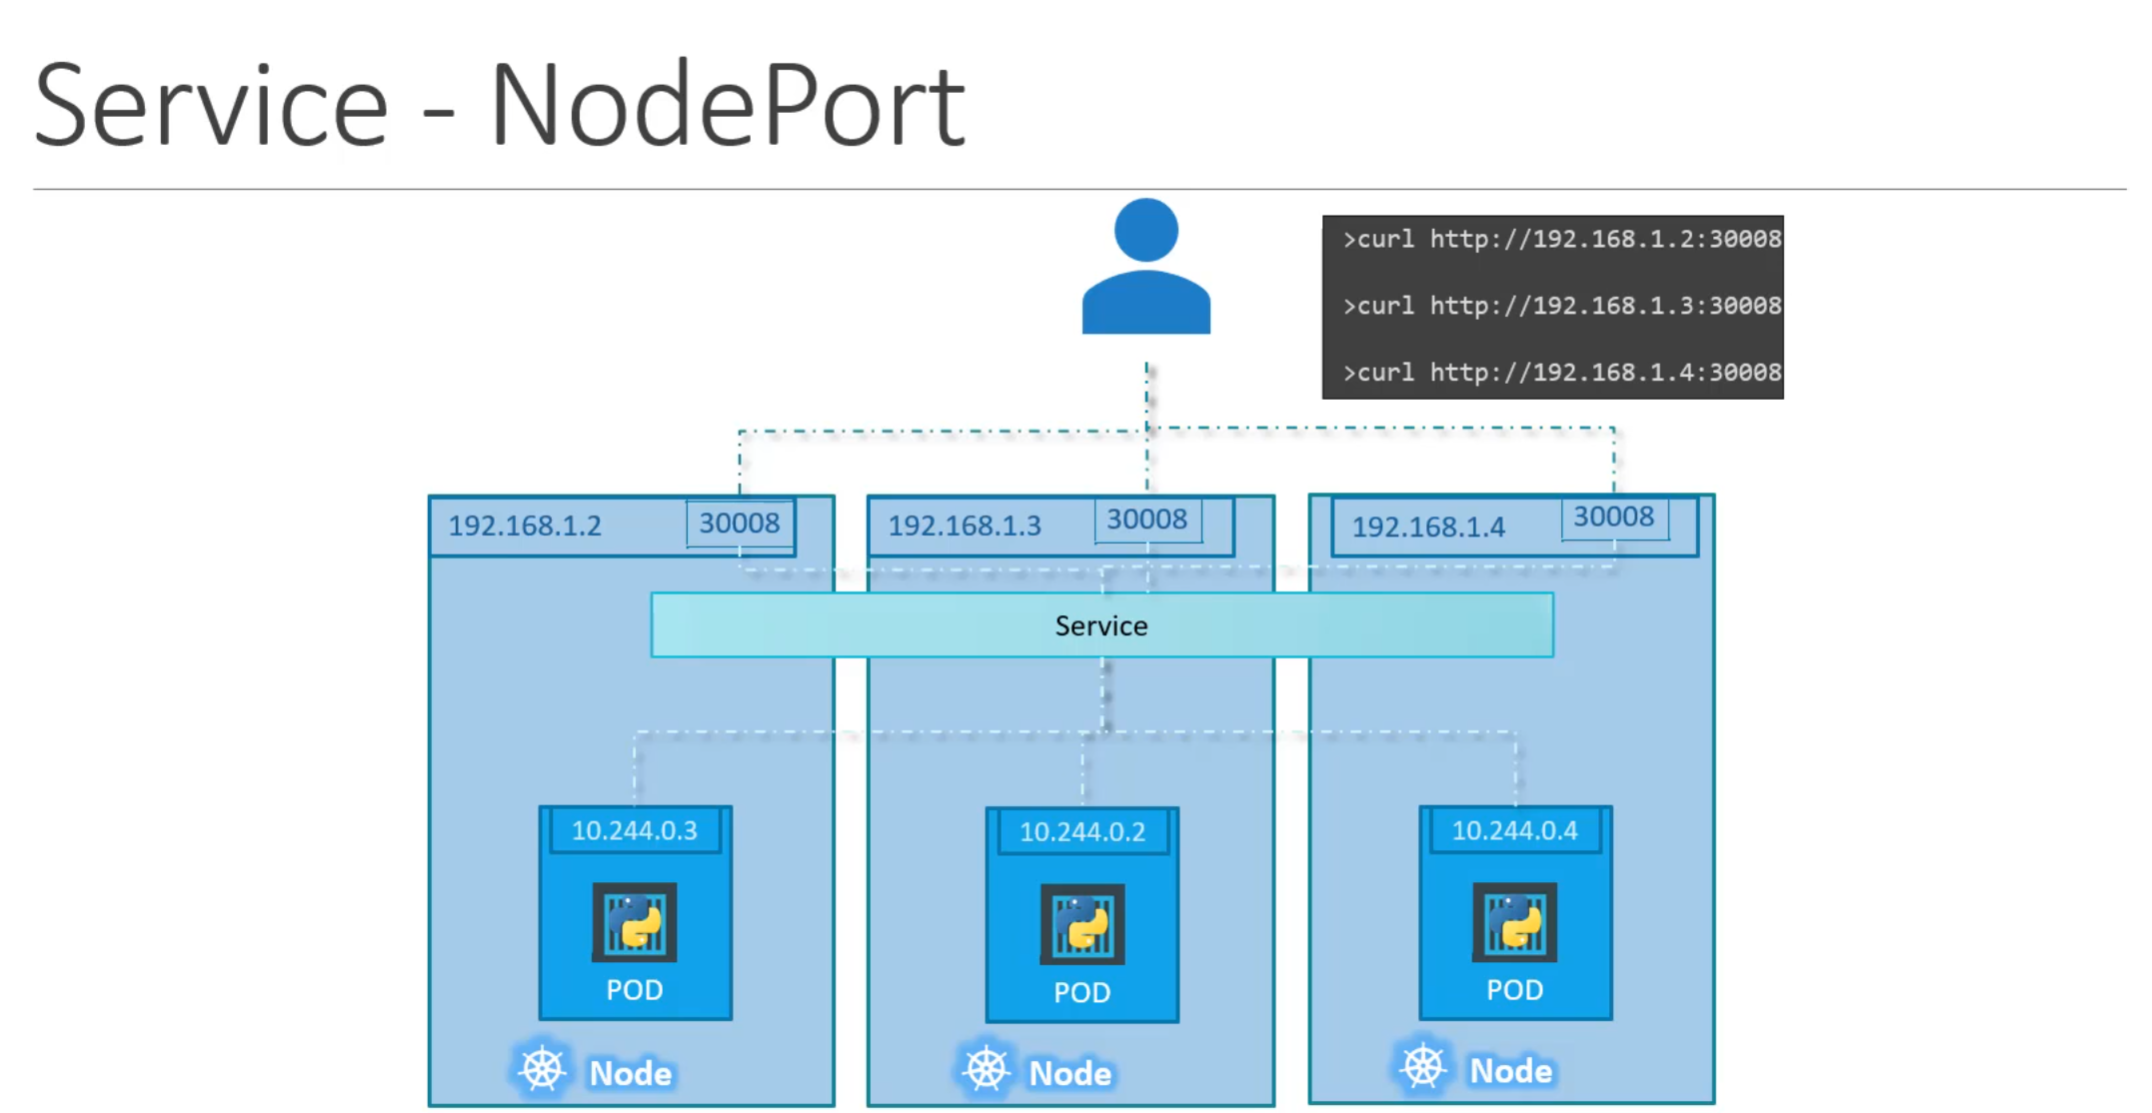 Service - NodePort
>curl http://192.168.1.2:30008
>curl http://192.168.1.3:30008
>curl http://192.168.1.4:30008
192.168.1.2 30008
192.168.1.3 30008
192.168.1.4 30008
Service
10.244.0.3
10.244.0.2
10.244.0.4
POD
POD
POD
Node
Node
Node